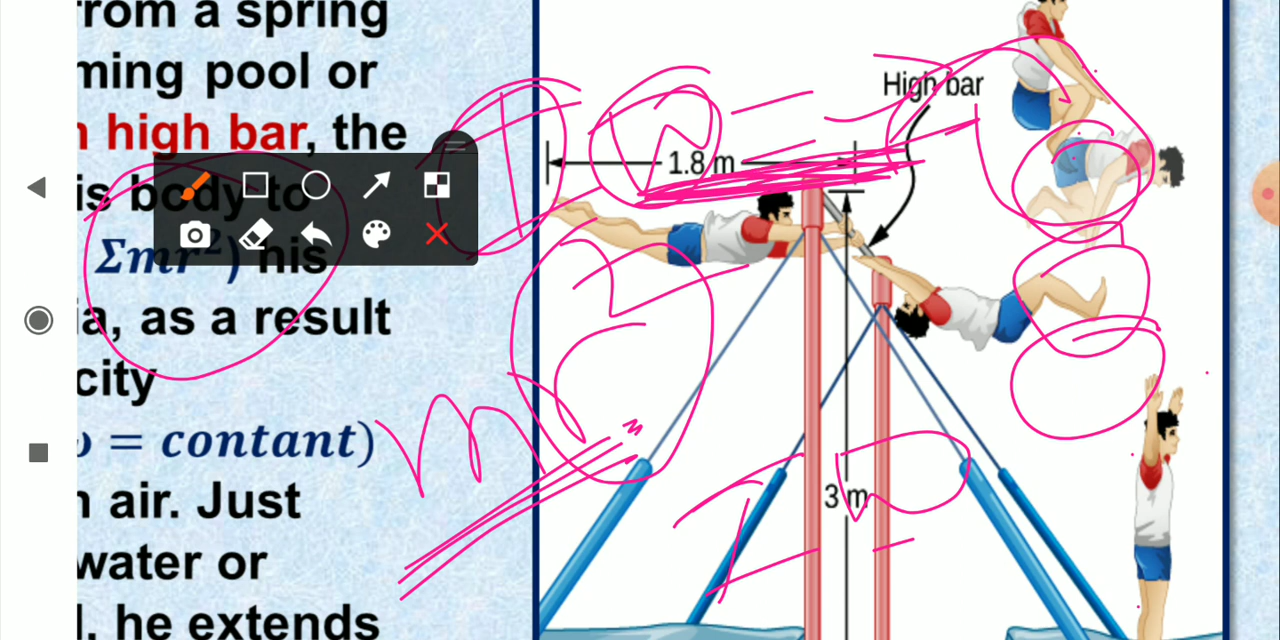 from a spring
ming pool or
high bar, the
is body to
Σmr²) his
ia, as a result
city
ω = contant)
air. Just
water or
he extends
High bar
1.8 m
3 m